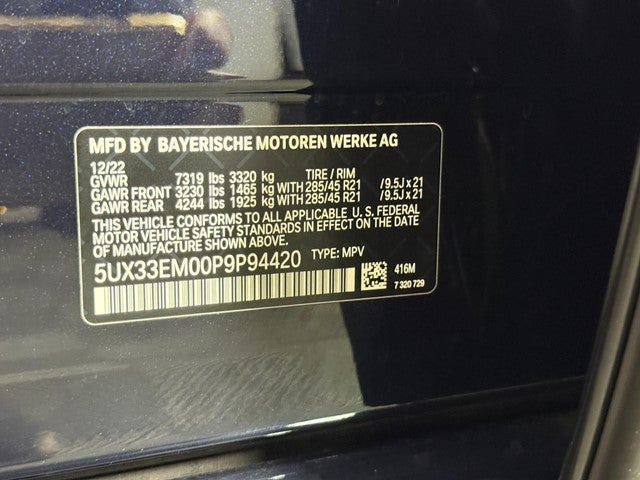 MFD BY BAYERISCHE MOTOREN WERKE AG
12/22
GVWR 7319 lbs 3320 kg TIRE / RIM
GAWR FRONT 3230 lbs 1465 kg WITH 285/45 R21 / 9.5J x 21
GAWR REAR 4244 lbs 1925 kg WITH 285/45 R21 / 9.5J x 21
THIS VEHICLE CONFORMS TO ALL APPLICABLE U. S. FEDERAL
MOTOR VEHICLE SAFETY STANDARDS IN EFFECT ON THE DATE
OF MANUFACTURE SHOWN ABOVE.
5UX33EM00P9P94420 TYPE: MPV
416M
7 320 729